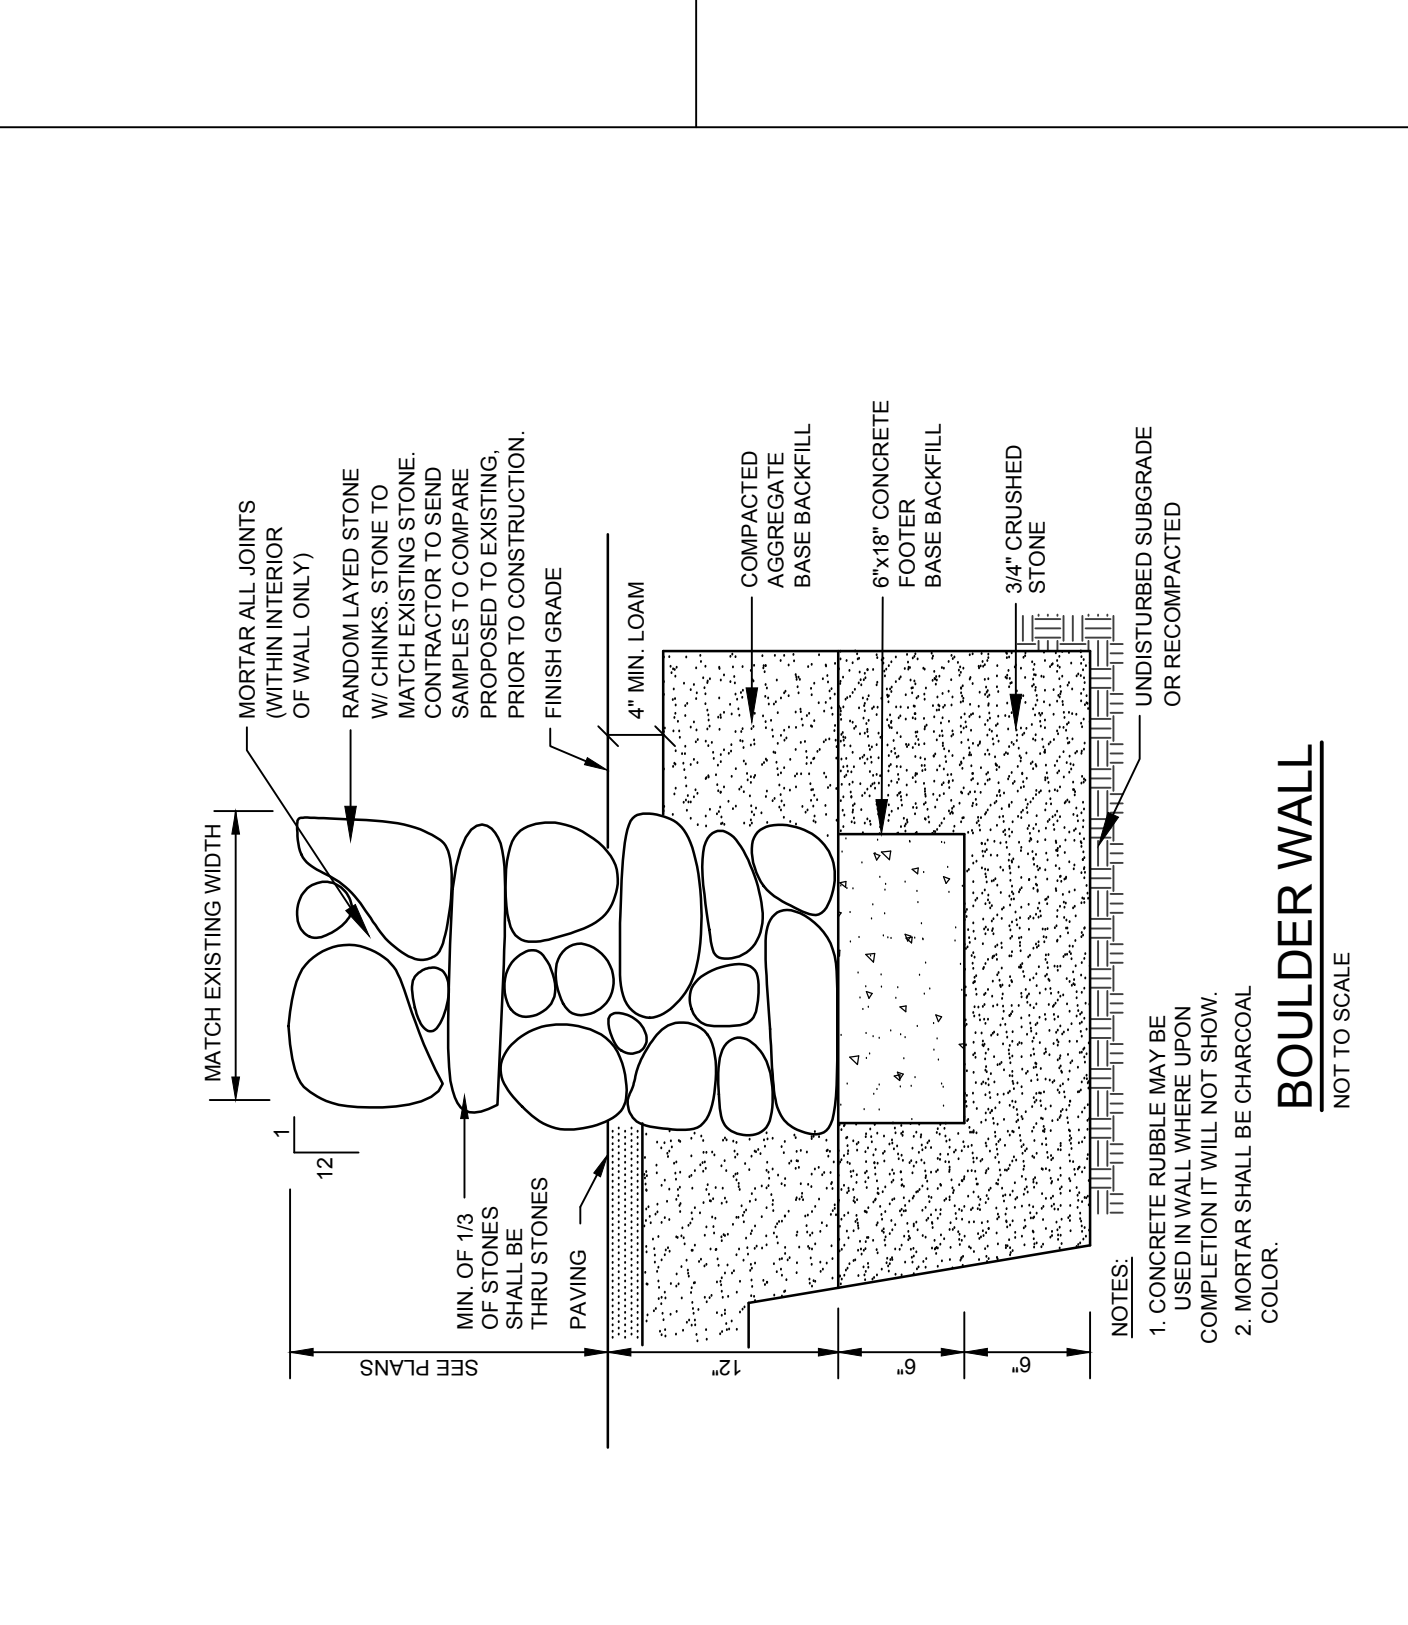 MATCH EXISTING WIDTH
1
12
MORTAR ALL JOINTS
(WITHIN INTERIOR
OF WALL ONLY)
RANDOM LAYED STONE
W/ CHINKS. STONE TO
MATCH EXISTING STONE.
CONTRACTOR TO SEND
SAMPLES TO COMPARE
PROPOSED TO EXISTING,
PRIOR TO CONSTRUCTION.
FINISH GRADE
4" MIN. LOAM
COMPACTED
AGGREGATE
BASE BACKFILL
6"x18" CONCRETE
FOOTER
BASE BACKFILL
3/4" CRUSHED
STONE
UNDISTURBED SUBGRADE
OR RECOMPACTED
MIN. OF 1/3
OF STONES
SHALL BE
THRU STONES
PAVING
SEE PLANS
12"
6"
6"
NOTES:
1. CONCRETE RUBBLE MAY BE
USED IN WALL WHERE UPON
COMPLETION IT WILL NOT SHOW.
2. MORTAR SHALL BE CHARCOAL
COLOR.
BOULDER WALL
NOT TO SCALE